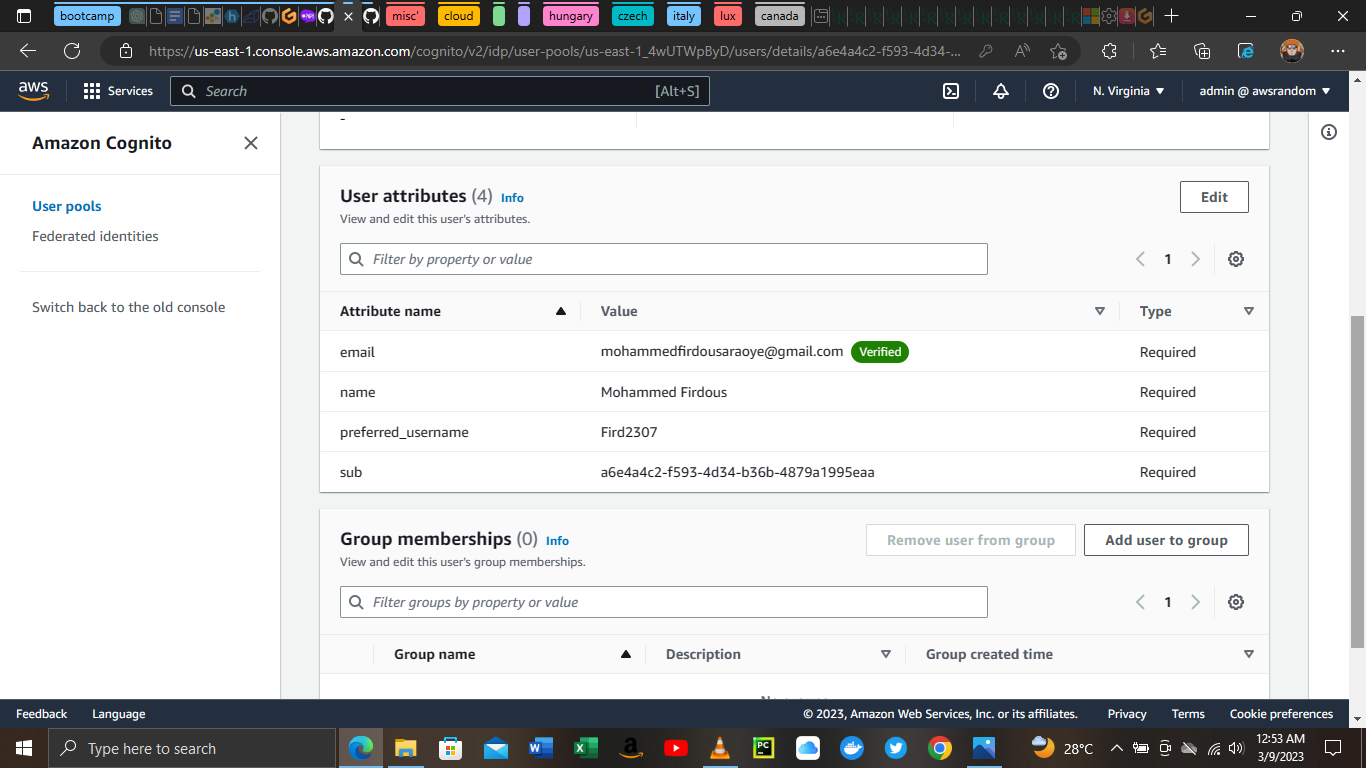 bootcamp
misc'
cloud
hungary
czech
italy
lux
canada
https://us-east-1.console.aws.amazon.com/cognito/v2/idp/user-pools/us-east-1_4wUTWpByD/users/details/a6e4a4c2-f593-4d34-...
aws
Services
Search
[Alt+S]
N. Virginia
admin @ awsrandom
Amazon Cognito
User pools
Federated identities
Switch back to the old console
-
User attributes (4) Info
Edit
View and edit this user's attributes.
Filter by property or value
1
Attribute name Value Type
email mohammedfirdousaraoye@gmail.com Verified Required
name Mohammed Firdous Required
preferred_username Fird2307 Required
sub a6e4a4c2-f593-4d34-b36b-4879a1995eaa Required
Group memberships (0) Info
Remove user from group
Add user to group
View and edit this user's group memberships.
Filter groups by property or value
1
Group name Description Group created time
Feedback Language © 2023, Amazon Web Services, Inc. or its affiliates. Privacy Terms Cookie preferences
Type here to search
28°C
12:53 AM
3/9/2023